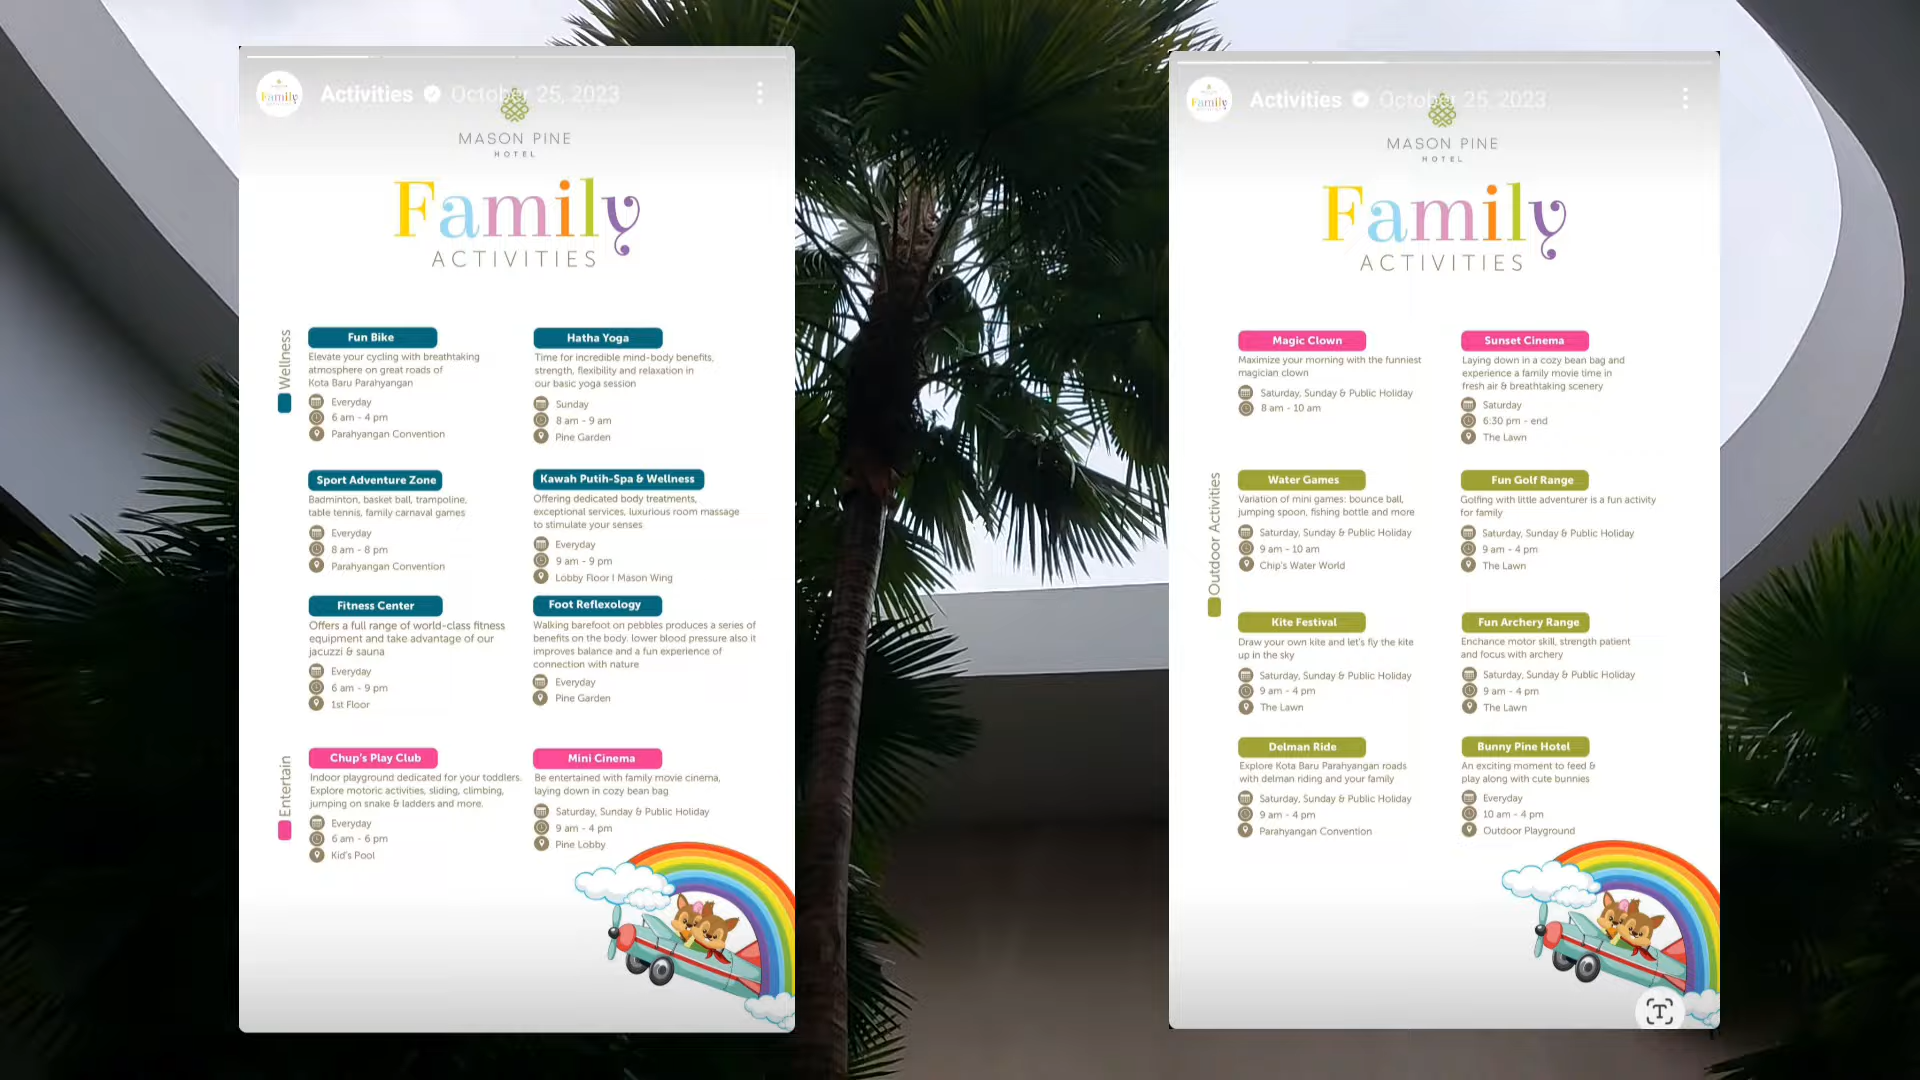 Family
ACTIVITIES
Activities October 25, 2023
MASON PINE
HOTEL
Family
ACTIVITIES
Wellness
Fun Bike
Elevate your cycling with breathtaking
atmosphere on great roads of
Kota Baru Parahyangan
Everyday
6 am - 4 pm
Parahyangan Convention
Hatha Yoga
Time for incredible mind-body benefits,
strength, flexibility and relaxation in
our basic yoga session
Sunday
8 am - 9 am
Pine Garden
Sport Adventure Zone
Badminton, basket ball, trampoline,
table tennis, family carnaval games
Everyday
8 am - 8 pm
Parahyangan Convention
Kawah Putih-Spa & Wellness
Offering dedicated body treatments,
exceptional services, luxurious room massage
to stimulate your senses
Everyday
9 am - 9 pm
Lobby Floor I Mason Wing
Fitness Center
Offers a full range of world-class fitness
equipment and take advantage of our
jacuzzi & sauna
Everyday
6 am - 9 pm
1st Floor
Foot Reflexology
Walking barefoot on pebbles produces a series of
benefits on the body. lower blood pressure also it
improves balance and a fun experience of
connection with nature
Everyday
Pine Garden
Entertain
Chup's Play Club
Indoor playground dedicated for your toddlers.
Explore motoric activities, sliding, climbing,
jumping on snake & ladders and more.
Everyday
6 am - 6 pm
Kid's Pool
Mini Cinema
Be entertained with family movie cinema,
laying down in cozy bean bag
Saturday, Sunday & Public Holiday
9 am - 4 pm
Pine Lobby
Family
ACTIVITIES
Activities October 25, 2023
MASON PINE
HOTEL
Family
ACTIVITIES
Magic Clown
Maximize your morning with the funniest
magician clown
Saturday, Sunday & Public Holiday
8 am - 10 am
Sunset Cinema
Laying down in a cozy bean bag and
experience a family movie time in
fresh air & breathtaking scenery
Saturday
6:30 pm - end
The Lawn
Outdoor Activities
Water Games
Variation of mini games: bounce ball,
jumping spoon, fishing bottle and more
Saturday, Sunday & Public Holiday
9 am - 10 am
Chip's Water World
Fun Golf Range
Golfing with little adventurer is a fun activity
for family
Saturday, Sunday & Public Holiday
9 am - 4 pm
The Lawn
Kite Festival
Draw your own kite and let's fly the kite
up in the sky
Saturday, Sunday & Public Holiday
9 am - 4 pm
The Lawn
Fun Archery Range
Enchance motor skill, strength patient
and focus with archery
Saturday, Sunday & Public Holiday
9 am - 4 pm
The Lawn
Delman Ride
Explore Kota Baru Parahyangan roads
with delman riding and your family
Saturday, Sunday & Public Holiday
9 am - 4 pm
Parahyangan Convention
Bunny Pine Hotel
An exciting moment to feed &
play along with cute bunnies
Everyday
10 am - 4 pm
Outdoor Playground